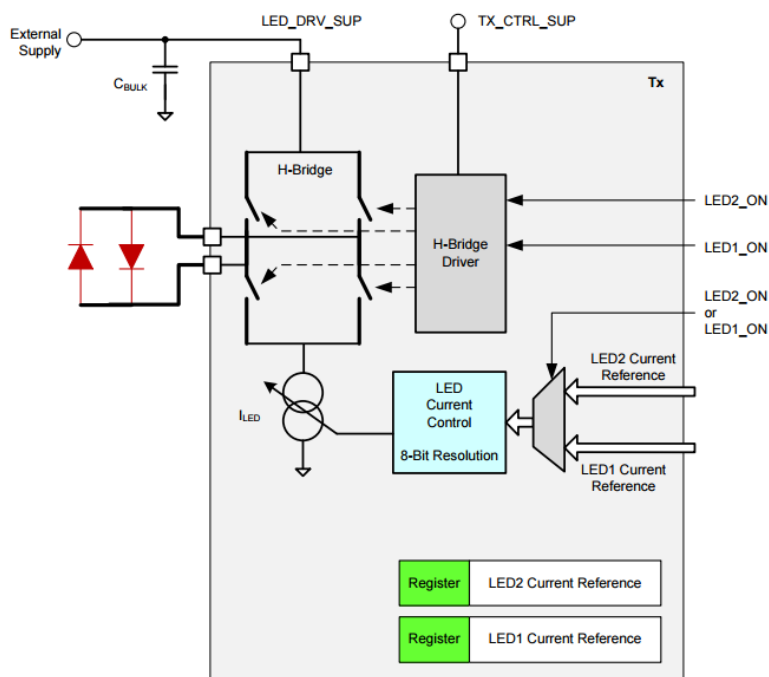 LED_DRV_SUP
TX_CTRL_SUP
External
Supply
CBULK
Tx
H-Bridge
H-Bridge
Driver
LED2_ON
LED1_ON
LED2_ON
or
LED1_ON
LED2 Current
Reference
LED
Current
Control
8-Bit Resolution
ILED
LED1 Current
Reference
Register
LED2 Current Reference
Register
LED1 Current Reference